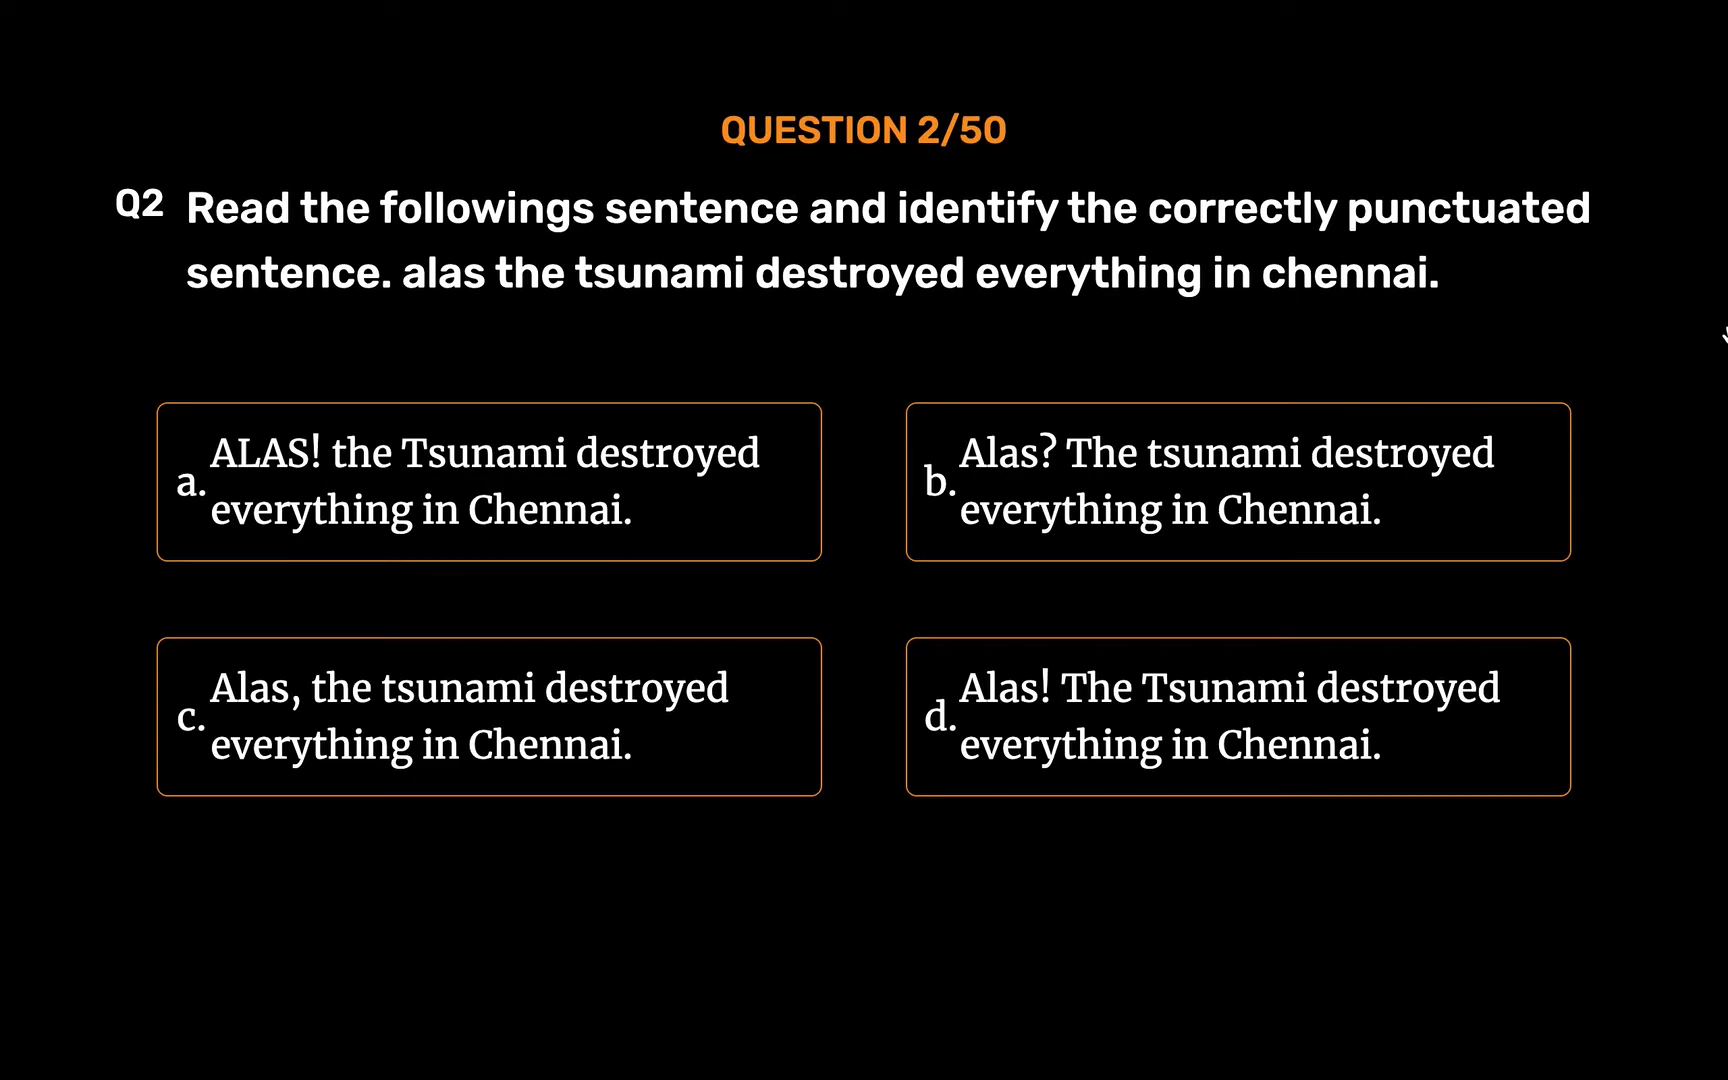 QUESTION 2/50
Q2 Read the followings sentence and identify the correctly punctuated
sentence. alas the tsunami destroyed everything in chennai.
a. ALAS! the Tsunami destroyed
everything in Chennai.
b. Alas? The tsunami destroyed
everything in Chennai.
c. Alas, the tsunami destroyed
everything in Chennai.
d. Alas! The Tsunami destroyed
everything in Chennai.